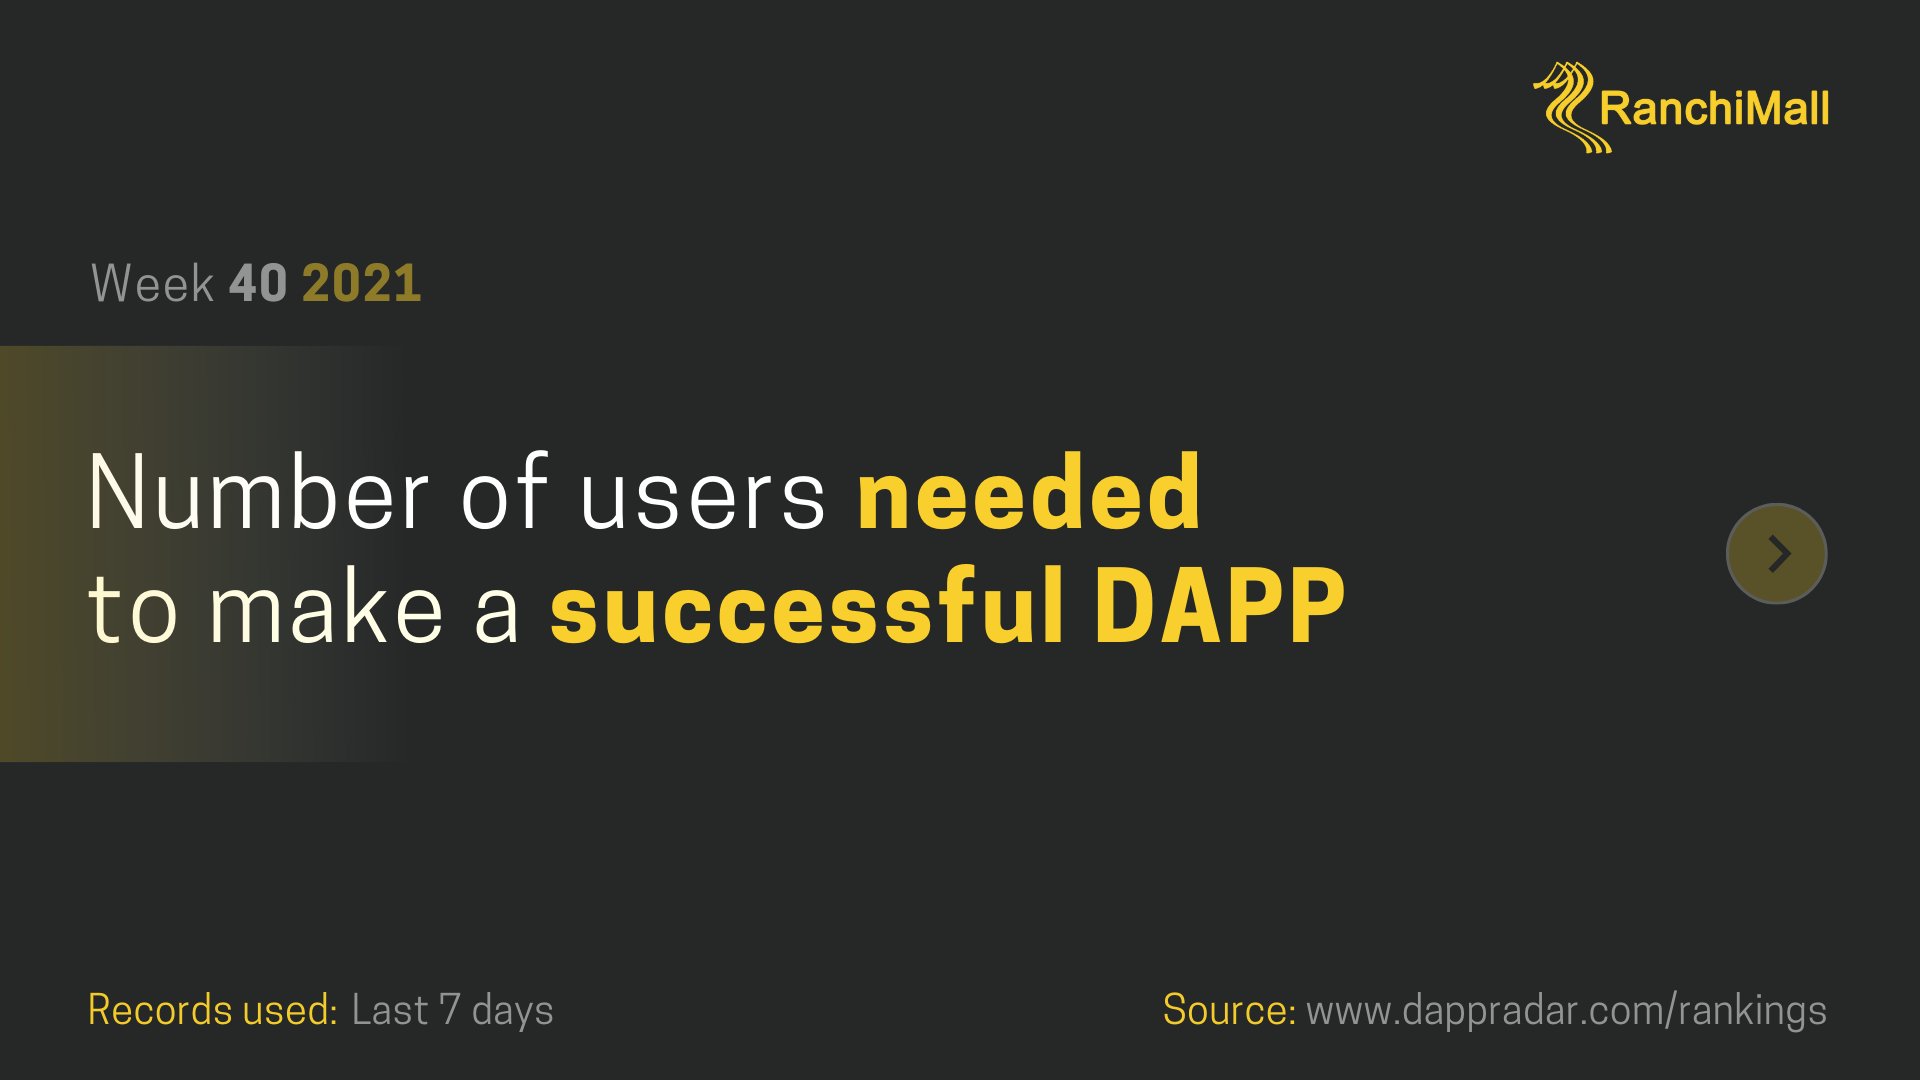 RanchiMall
Week 40 2021
Number of users needed
to make a successful DAPP
Records used: Last 7 days
Source: www.dappradar.com/rankings